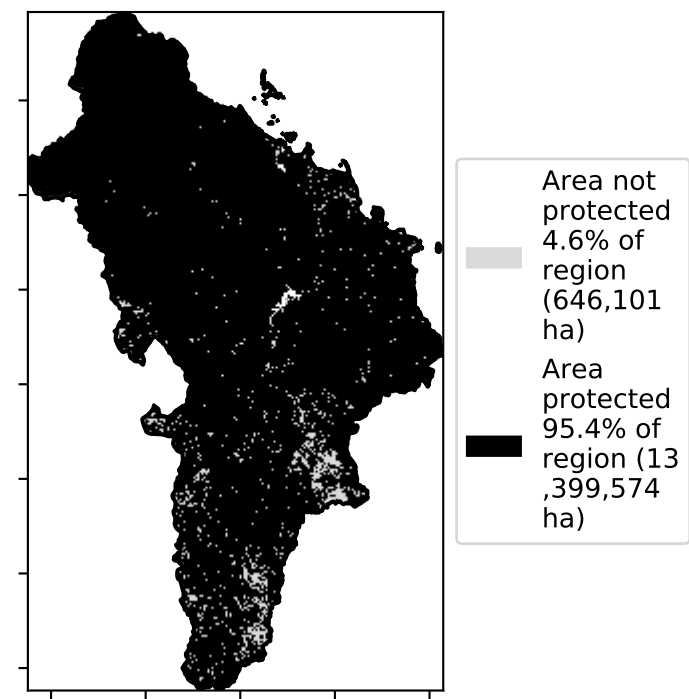 Area not
protected
4.6% of
region
(646,101
ha)
Area
protected
95.4% of
region (13
,399,574
ha)